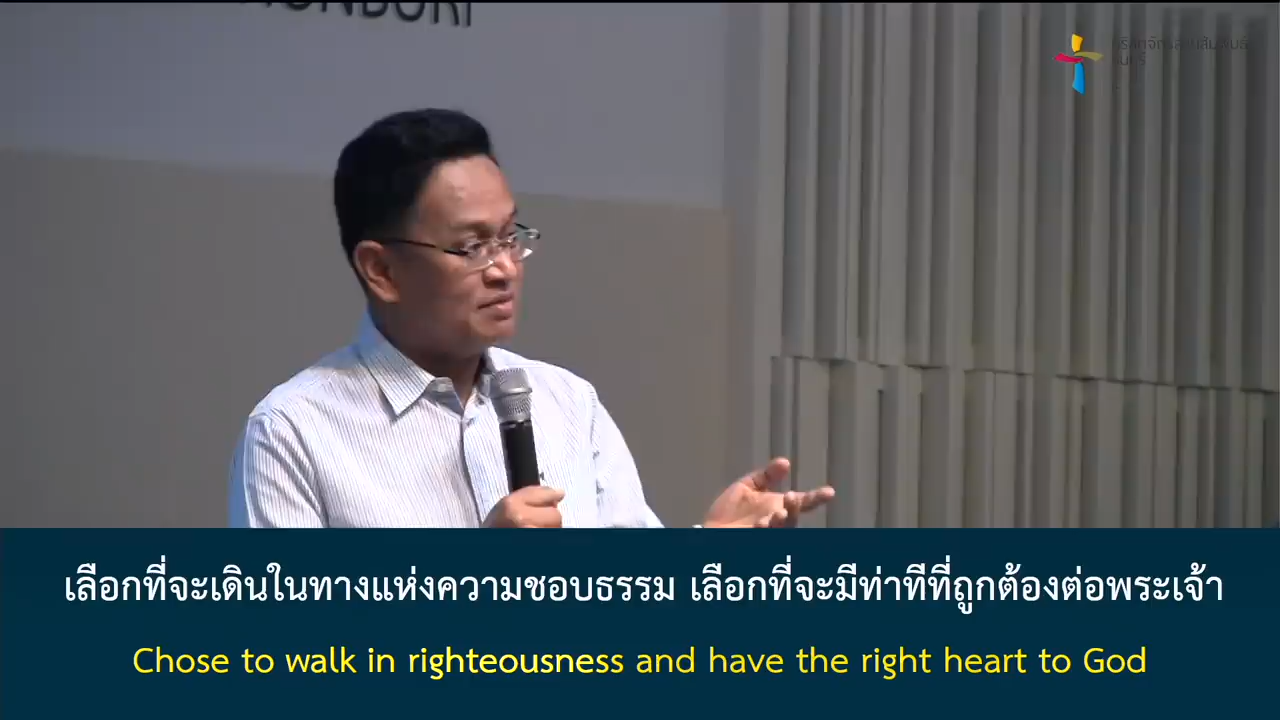 เลือกที่จะเดินในทางแห่งความชอบธรรม เลือกที่จะมีท่าทีที่ถูกต้องต่อพระเจ้า
Chose to walk in righteousness and have the right heart to God